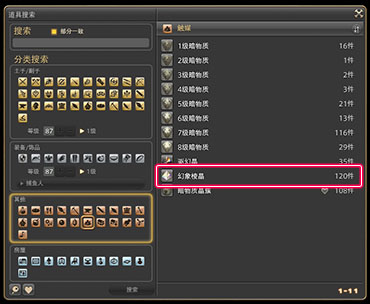 道具搜索
搜索
部分一致
分类搜索
主手/副手
等级 87 1级
装备/饰品
等级 87 1级
捕鱼人
其他
房屋
搜索
触媒
1级暗物质 16件
2级暗物质 1件
3级暗物质 2件
4级暗物质 3件
5级暗物质 21件
6级暗物质 13件
7级暗物质 116件
8级暗物质 29件
35件
幻象棱晶 120件
暗物质晶簇 108件
1-11